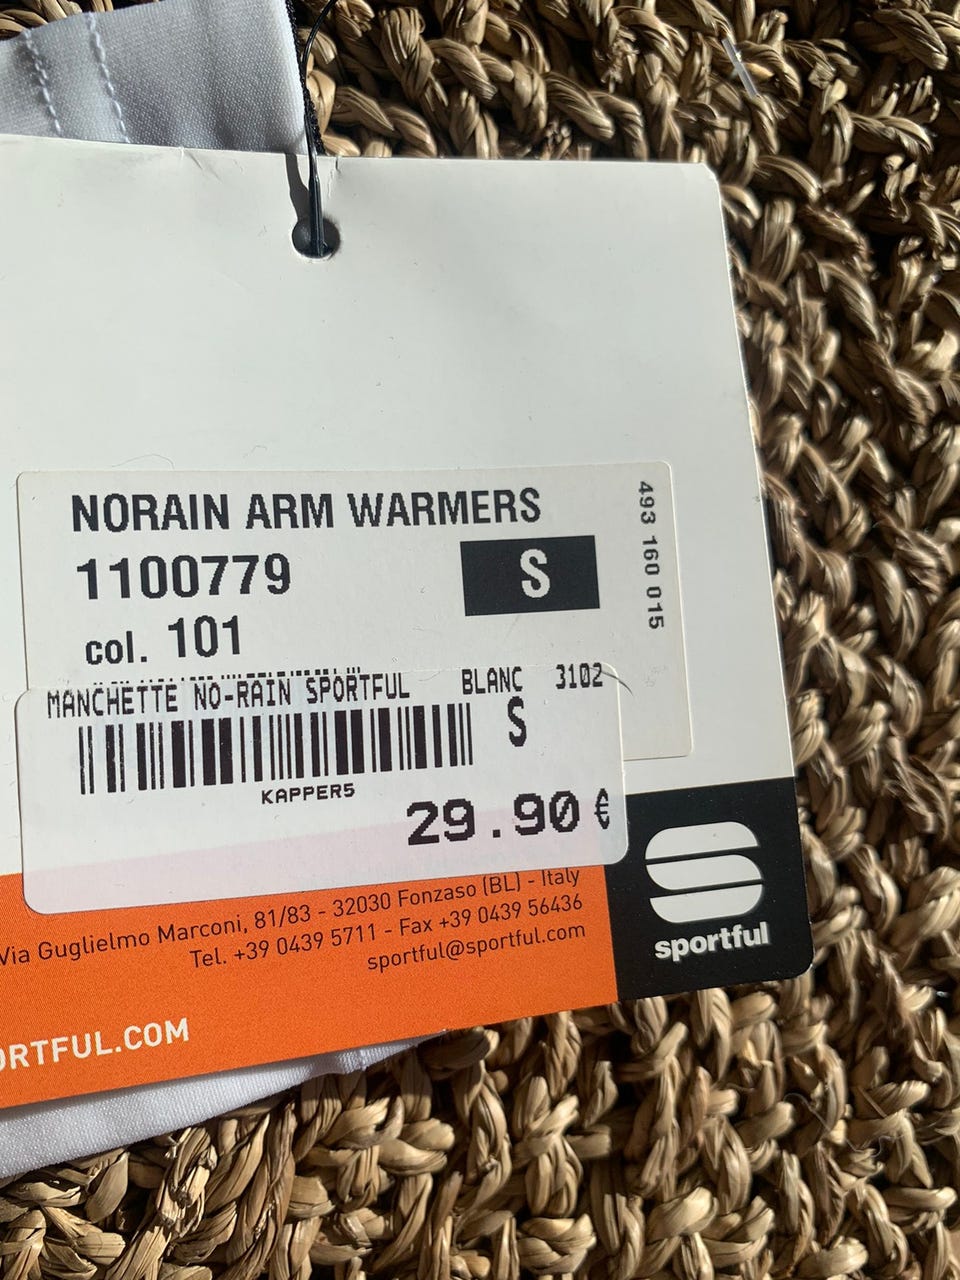 NORAIN ARM WARMERS
1100779
S
col. 101
493 160 015
MANCHETTE NO-RAIN SPORTFUL BLANC 3102
S
KAPPER5
29.90 €
Via Guglielmo Marconi, 81/83 - 32030 Fonzaso (BL) - Italy
Tel. +39 0439 5711 - Fax +39 0439 56436
sportful@sportful.com
sportful
ORTFUL.COM